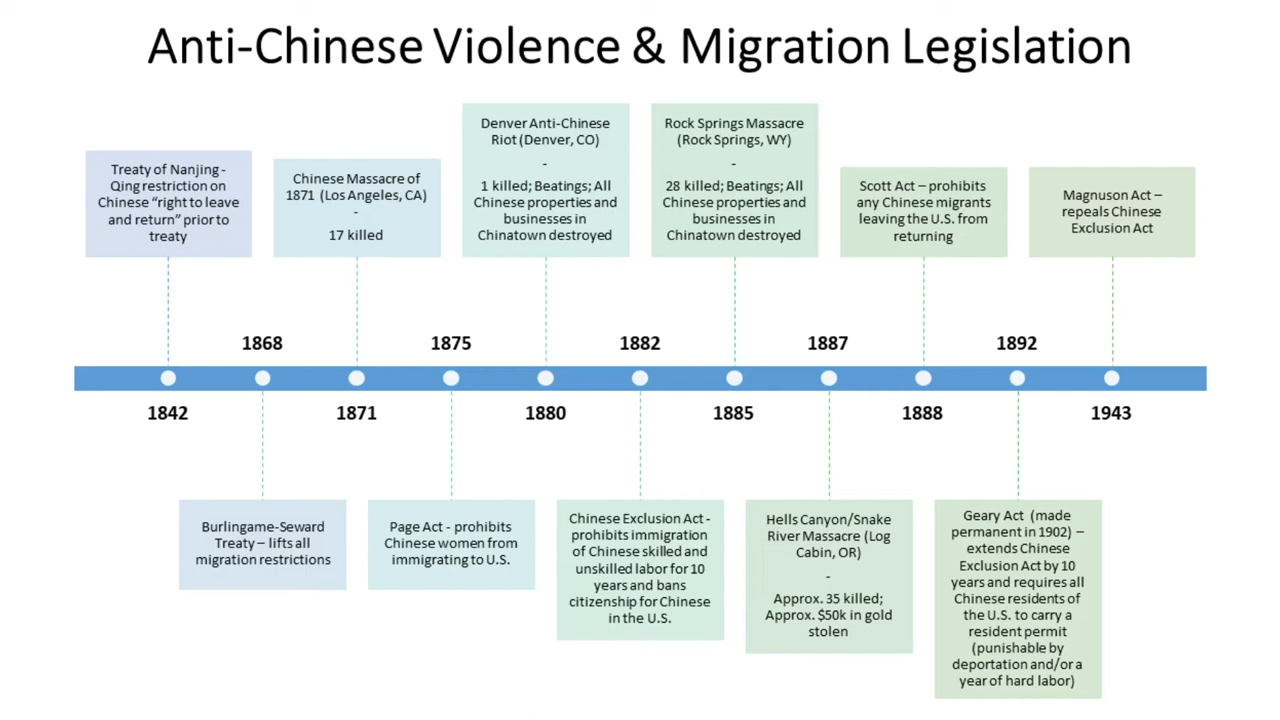 Anti-Chinese Violence & Migration Legislation
Treaty of Nanjing -
Qing restriction on
Chinese “right to leave
and return” prior to
treaty
Chinese Massacre of
1871 (Los Angeles, CA)
-
17 killed
Denver Anti-Chinese
Riot (Denver, CO)
-
1 killed; Beatings; All
Chinese properties and
businesses in
Chinatown destroyed
Rock Springs Massacre
(Rock Springs, WY)
-
28 killed; Beatings; All
Chinese properties and
businesses in
Chinatown destroyed
Scott Act – prohibits
any Chinese migrants
leaving the U.S. from
returning
Magnuson Act –
repeals Chinese
Exclusion Act
1868
1875
1882
1887
1892
1842
1871
1880
1885
1888
1943
Burlingame-Seward
Treaty – lifts all
migration restrictions
Page Act - prohibits
Chinese women from
immigrating to U.S.
Chinese Exclusion Act -
prohibits immigration
of Chinese skilled and
unskilled labor for 10
years and bans
citizenship for Chinese
in the U.S.
Hells Canyon/Snake
River Massacre (Log
Cabin, OR)
-
Approx. 35 killed;
Approx. $50k in gold
stolen
Geary Act (made
permanent in 1902) –
extends Chinese
Exclusion Act by 10
years and requires all
Chinese residents of
the U.S. to carry a
resident permit
(punishable by
deportation and/or a
year of hard labor)